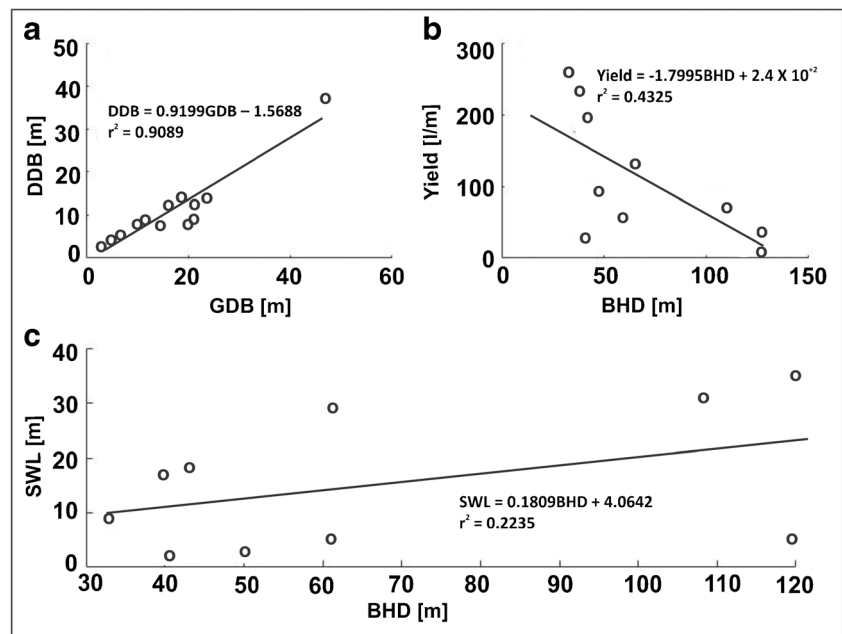 a
50
40
30
20
10
0
DDB [m]
DDB = 0.9199GDB – 1.5688
r² = 0.9089
0 20 40 60
GDB [m]
b
300
200
100
0
Yield [l/m]
Yield = -1.7995BHD + 2.4 X 10⁺²
r² = 0.4325
0 50 100 150
BHD [m]
c
40
30
20
10
0
SWL [m]
SWL = 0.1809BHD + 4.0642
r² = 0.2235
30 40 50 60 70 80 90 100 110 120
BHD [m]